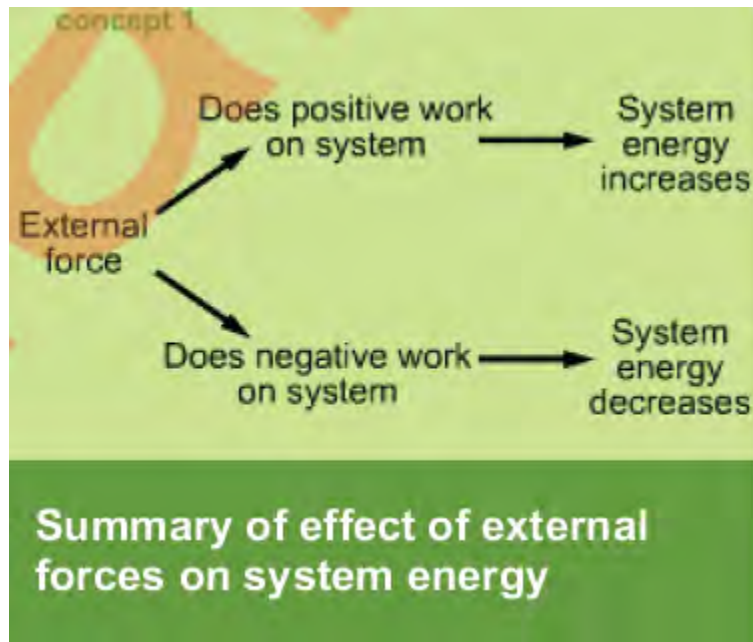 concept 1
Does positive work
on system
System
energy
increases
External
force
Does negative work
on system
System
energy
decreases
Summary of effect of external
forces on system energy